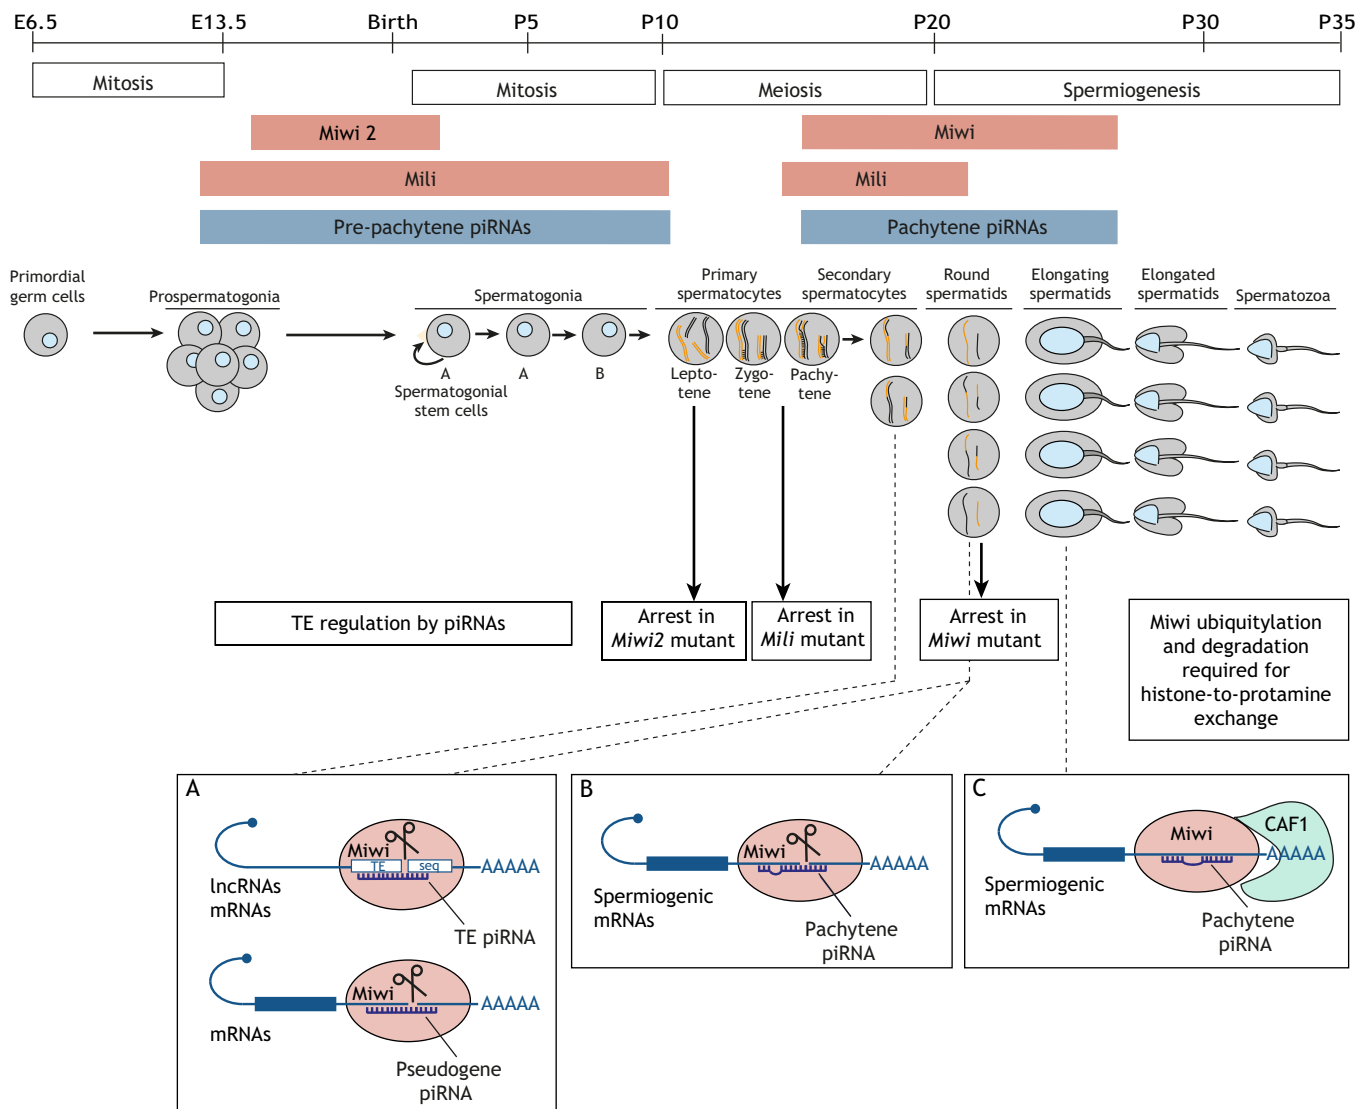 E6.5 E13.5 Birth P5 P10 P20 P30 P35
Mitosis Mitosis Meiosis Spermiogenesis
Miwi 2 Miwi
Mili Mili
Pre-pachytene piRNAs Pachytene piRNAs
Primordial
germ cells
Prospermatogonia
Spermatogonia
Primary
spermatocytes
Secondary
spermatocytes
Round
spermatids
Elongating
spermatids
Elongated
spermatids
Spermatozoa
A
Spermatogonial
stem cells
A
B
Lepto-
tene
Zygo-
tene
Pachy-
tene
TE regulation by piRNAs
Arrest in
Miwi2 mutant
Arrest in
Mili mutant
Arrest in
Miwi mutant
Miwi ubiquitylation
and degradation
required for
histone-to-protamine
exchange
A
Miwi
TE seq
AAAAA
lncRNAs
mRNAs
TE piRNA
Miwi
AAAAA
mRNAs
Pseudogene
piRNA
B
Miwi
AAAAA
Spermiogenic
mRNAs
Pachytene
piRNA
C
Miwi
CAF1
AAAAA
Spermiogenic
mRNAs
Pachytene
piRNA